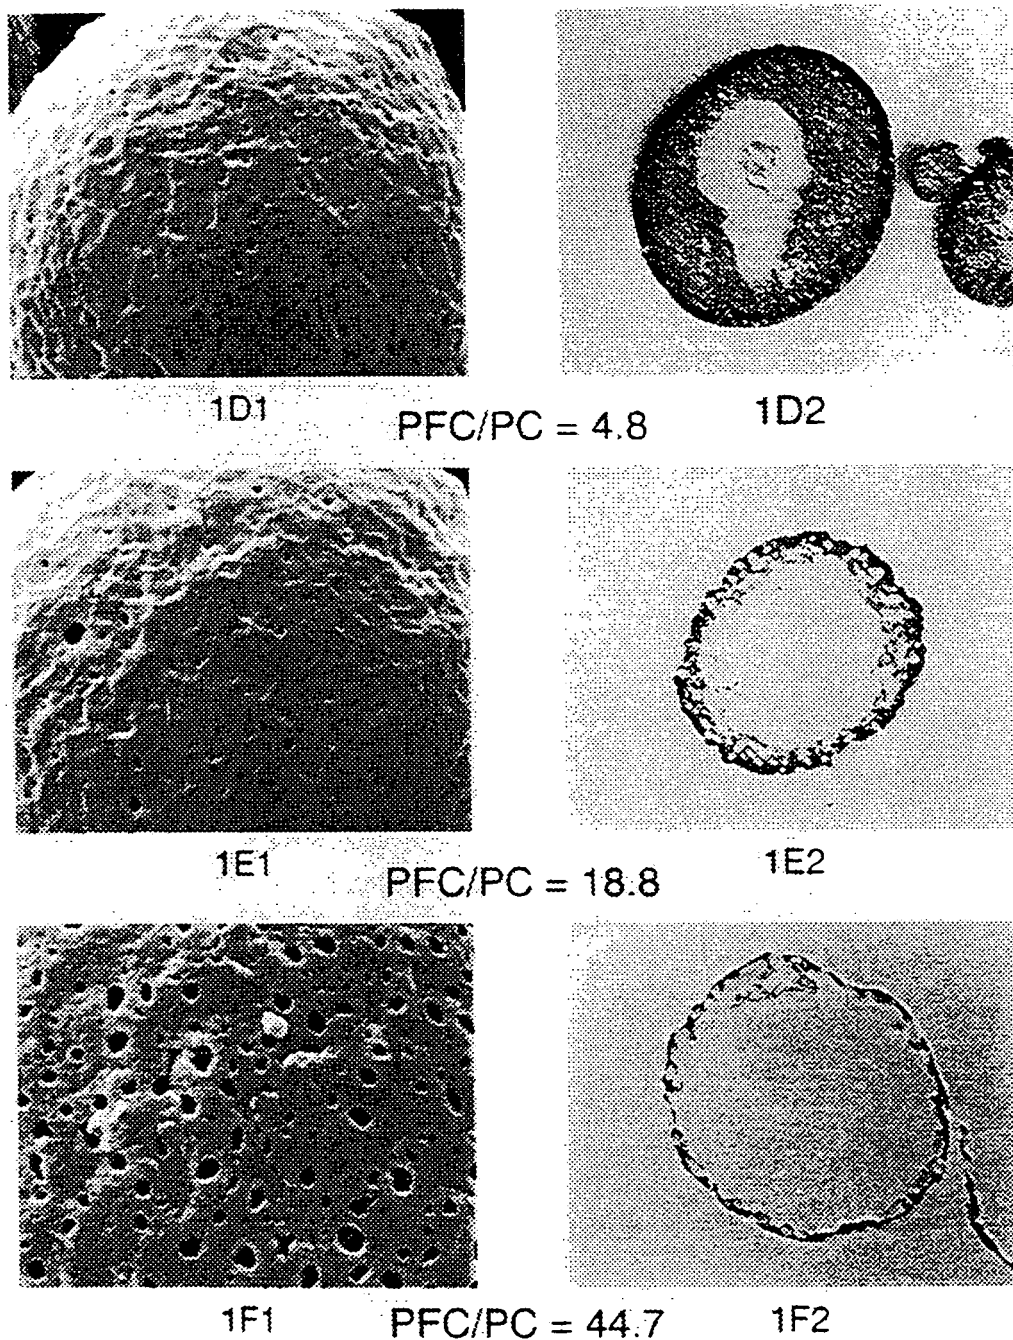 1D1
1D2
PFC/PC = 4.8
1E1
1E2
PFC/PC = 18.8
1F1
PFC/PC = 44.7
1F2